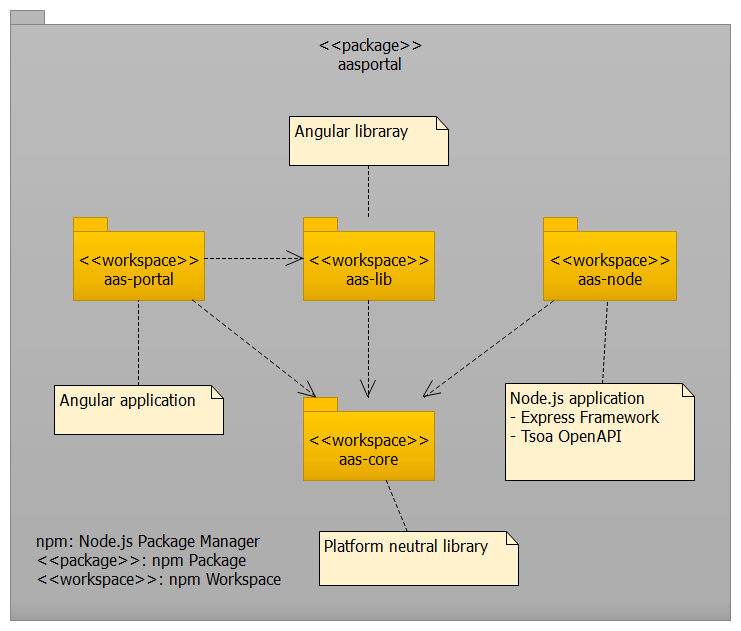 <<package>>
aasportal
Angular libraray
<<workspace>>
aas-portal
<<workspace>>
aas-lib
<<workspace>>
aas-node
Angular application
Node.js application
- Express Framework
- Tsoa OpenAPI
<<workspace>>
aas-core
Platform neutral library
npm: Node.js Package Manager
<<package>>: npm Package
<<workspace>>: npm Workspace